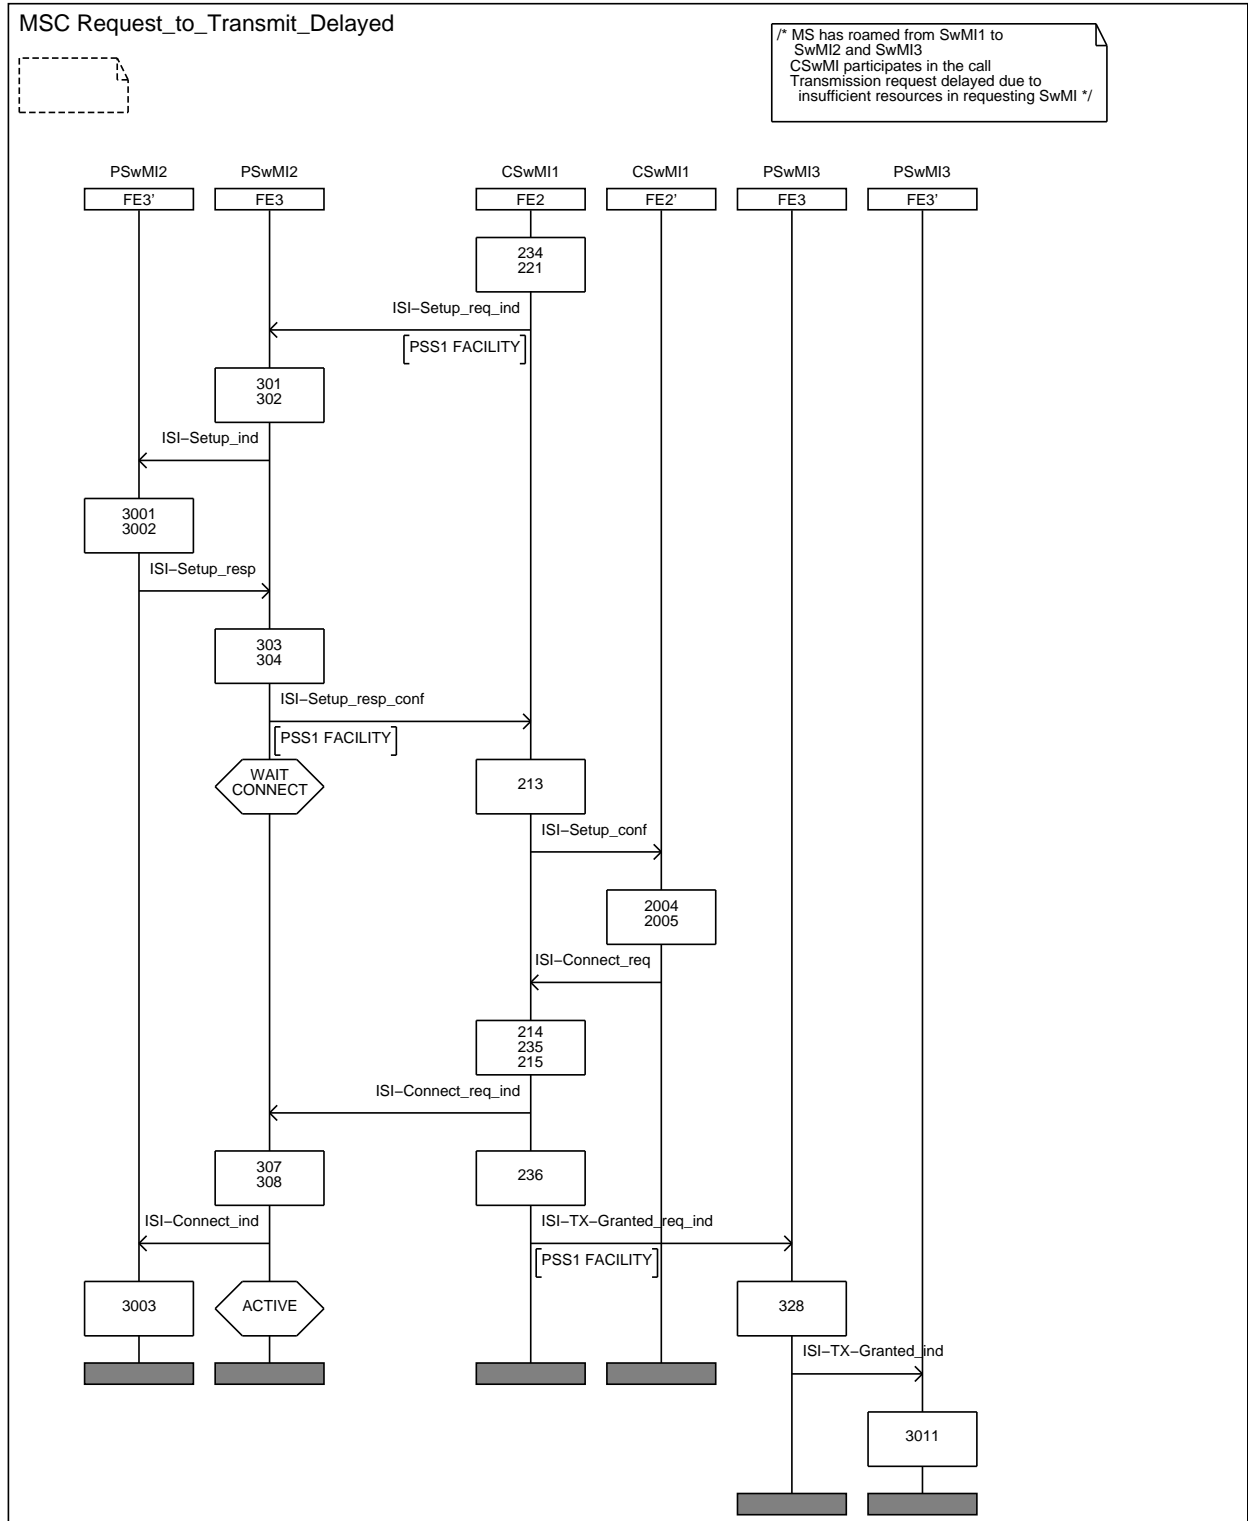 MSC Request_to_Transmit_Delayed
/* MS has roamed from SwMI1 to
SwMI2 and SwMI3
CSwMI participates in the call
Transmission request delayed due to
insufficient resources in requesting SwMI */
PSwMI2 PSwMI2 CSwMI1 CSwMI1 PSwMI3 PSwMI3
FE3' FE3 FE2 FE2' FE3 FE3'
234
221
ISI−Setup_req_ind
PSS1 FACILITY
301
302
ISI−Setup_ind
3001
3002
ISI−Setup_resp
303
304
ISI−Setup_resp_conf
PSS1 FACILITY
WAIT
CONNECT
213
ISI−Setup_conf
2004
2005
ISI−Connect_req
214
235
215
ISI−Connect_req_ind
307
308
236
ISI−Connect_ind
ISI−TX−Granted_req_ind
PSS1 FACILITY
3003
ACTIVE
328
ISI−TX−Granted_ind
3011